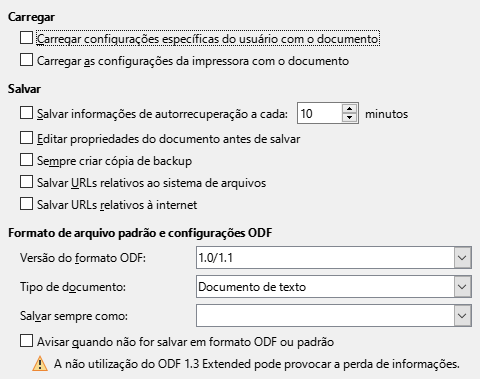 Carregar
Carregar configurações específicas do usuário com o documento
Carregar as configurações da impressora com o documento
Salvar
Salvar informações de autorrecuperação a cada: 10 minutos
Editar propriedades do documento antes de salvar
Sempre criar cópia de backup
Salvar URLs relativos ao sistema de arquivos
Salvar URLs relativos à internet
Formato de arquivo padrão e configurações ODF
Versão do formato ODF: 1.0/1.1
Tipo de documento: Documento de texto
Salvar sempre como:
Avisar quando não for salvar em formato ODF ou padrão
A não utilização do ODF 1.3 Extended pode provocar a perda de informações.